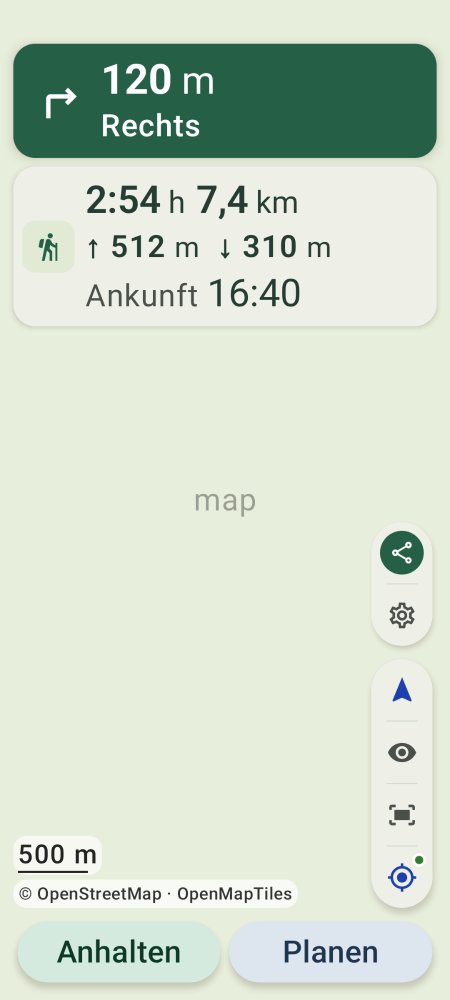 120 m
Rechts
2:54 h 7,4 km
↑ 512 m ↓ 310 m
Ankunft 16:40
map
500 m
© OpenStreetMap · OpenMapTiles
Anhalten
Planen